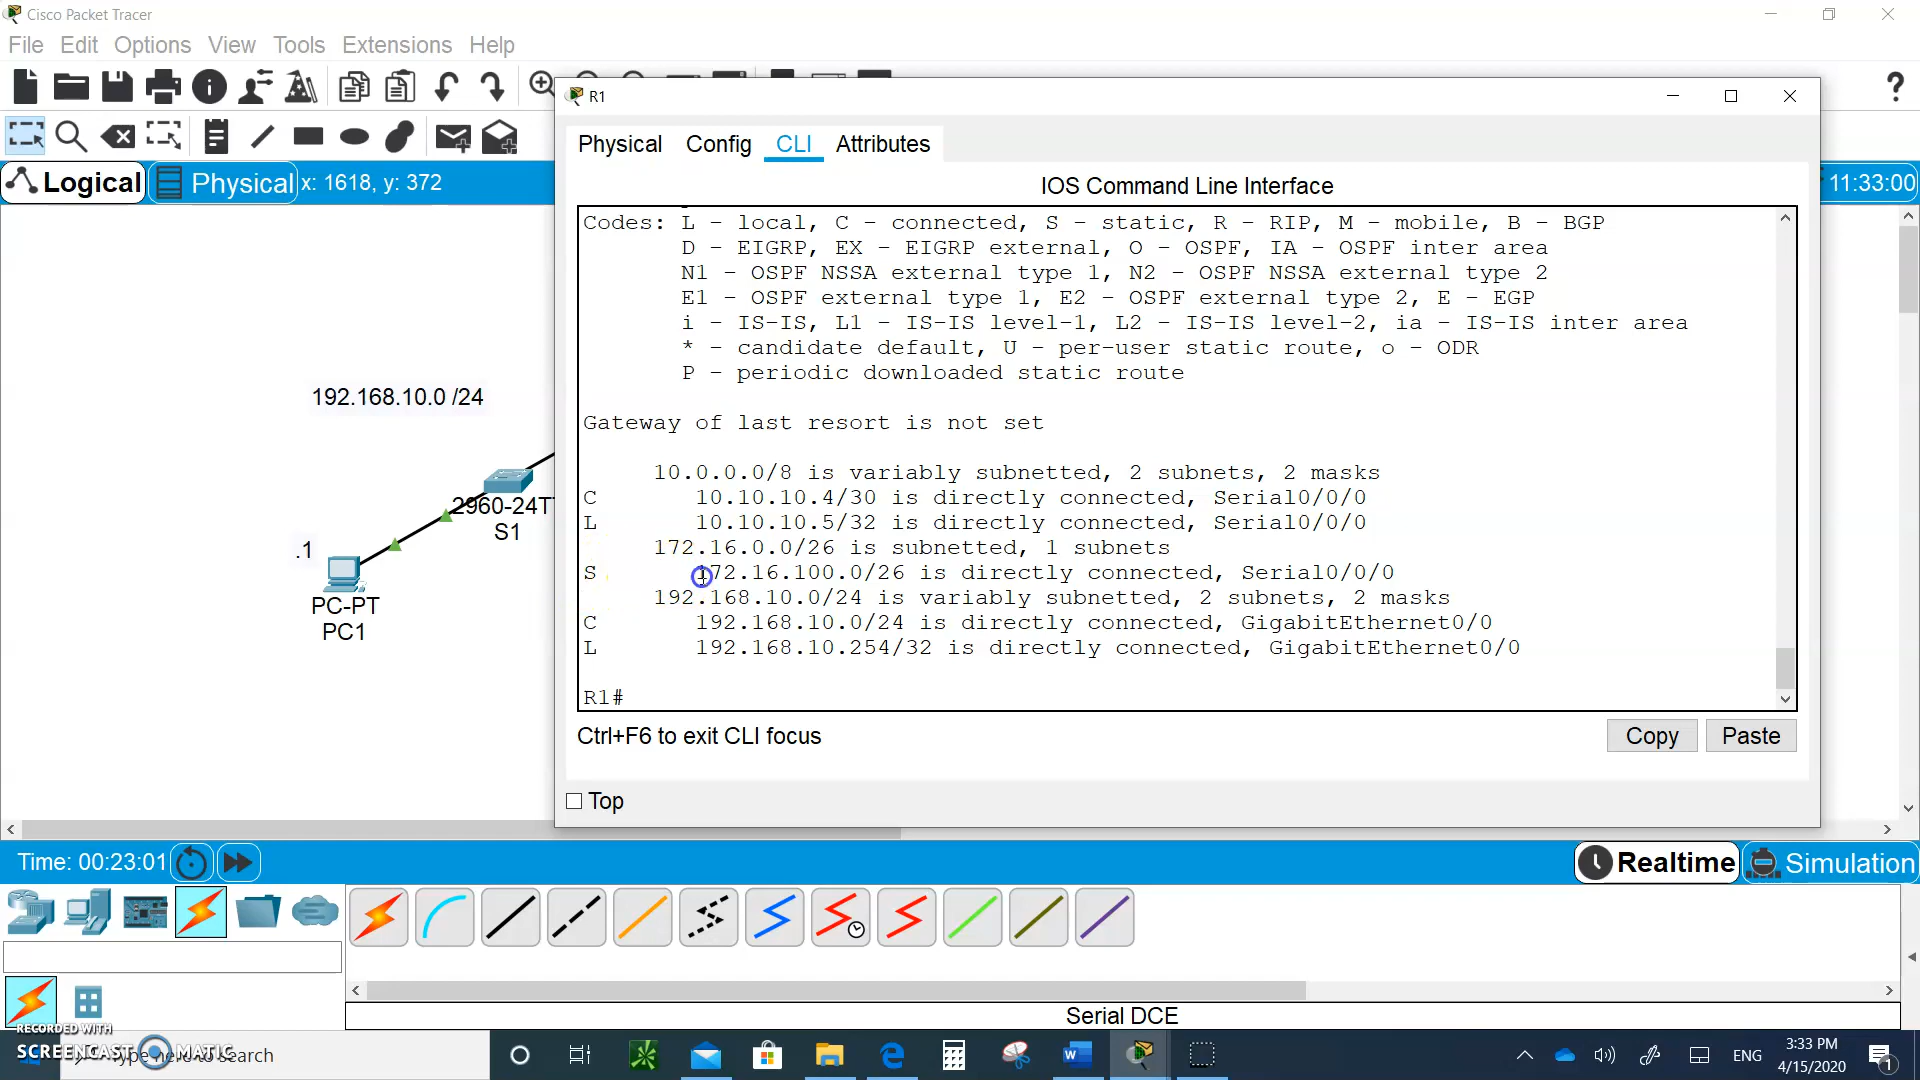 Cisco Packet Tracer
File Edit Options View Tools Extensions Help
R1
Physical Config CLI Attributes
Logical Physical x: 1618, y: 372
11:33:00
IOS Command Line Interface
Codes: L - local, C - connected, S - static, R - RIP, M - mobile, B - BGP
D - EIGRP, EX - EIGRP external, O - OSPF, IA - OSPF inter area
N1 - OSPF NSSA external type 1, N2 - OSPF NSSA external type 2
E1 - OSPF external type 1, E2 - OSPF external type 2, E - EGP
i - IS-IS, L1 - IS-IS level-1, L2 - IS-IS level-2, ia - IS-IS inter area
* - candidate default, U - per-user static route, o - ODR
P - periodic downloaded static route
Gateway of last resort is not set
10.0.0.0/8 is variably subnetted, 2 subnets, 2 masks
C 10.10.10.4/30 is directly connected, Serial0/0/0
L 10.10.10.5/32 is directly connected, Serial0/0/0
172.16.0.0/26 is subnetted, 1 subnets
S 172.16.100.0/26 is directly connected, Serial0/0/0
192.168.10.0/24 is variably subnetted, 2 subnets, 2 masks
C 192.168.10.0/24 is directly connected, GigabitEthernet0/0
L 192.168.10.254/32 is directly connected, GigabitEthernet0/0
R1#
Ctrl+F6 to exit CLI focus
Copy Paste
Top
192.168.10.0 /24
2960-24TT
S1
.1
PC-PT
PC1
Time: 00:23:01
Realtime Simulation
Serial DCE
RECORDED WITH
SCREENCAST MATIC
Type here to search
ENG
3:33 PM
4/15/2020
1